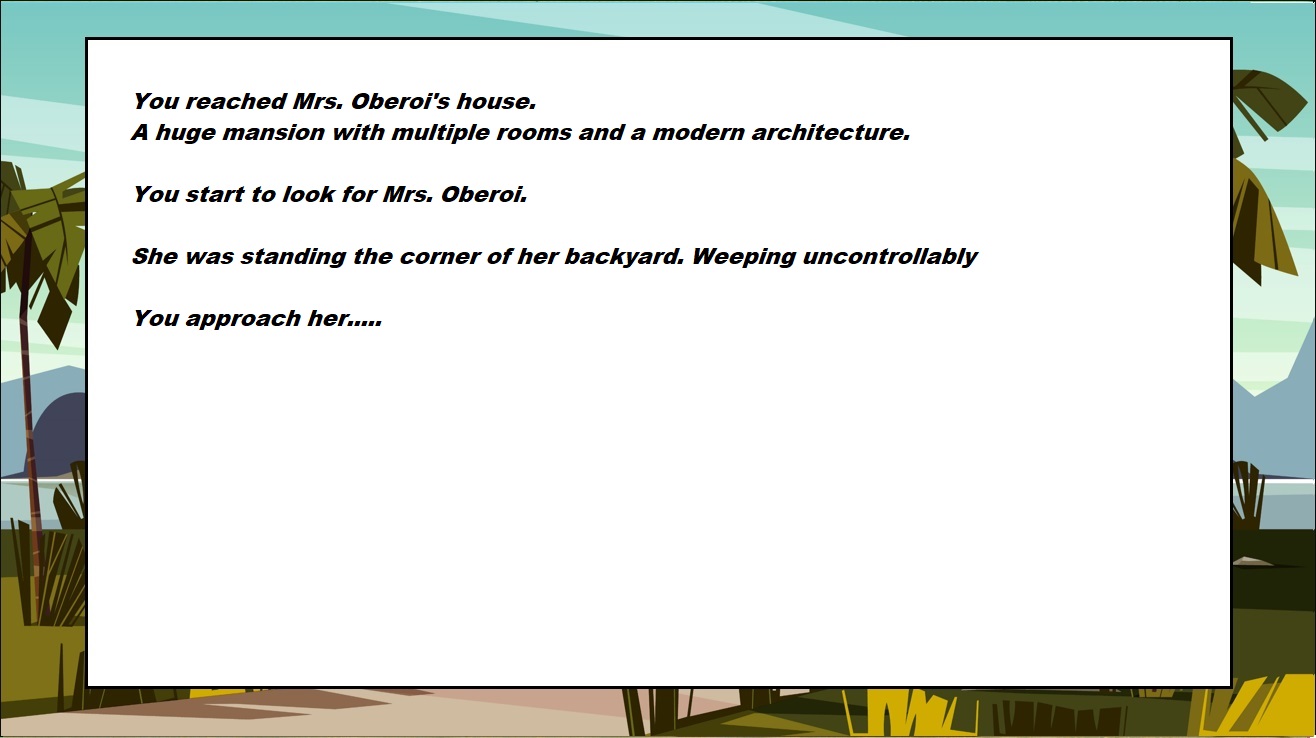 You reached Mrs. Oberoi's house.
A huge mansion with multiple rooms and a modern architecture.
You start to look for Mrs. Oberoi.
She was standing the corner of her backyard. Weeping uncontrollably
You approach her.....